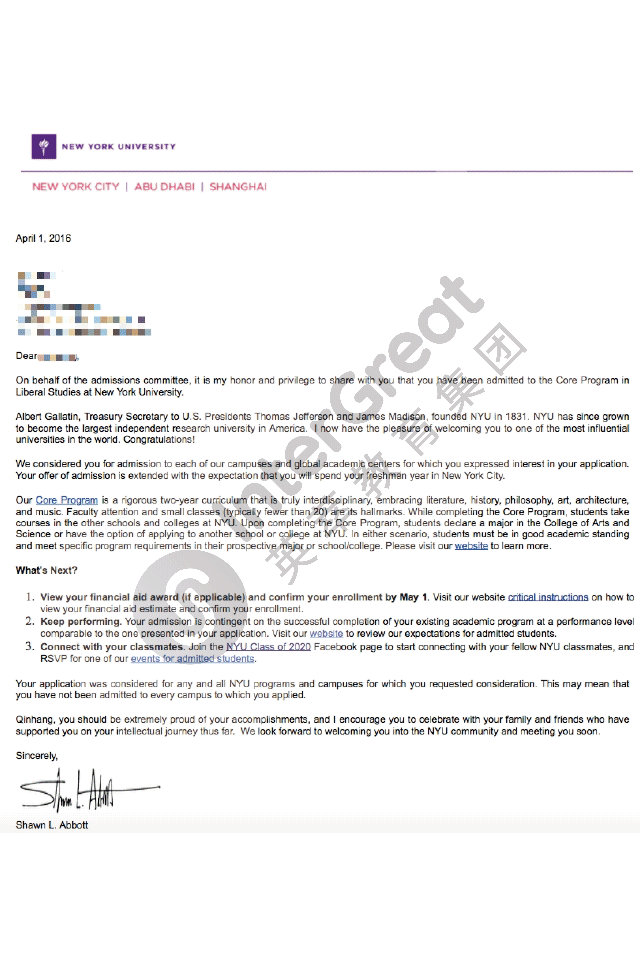 NEW YORK UNIVERSITY
NEW YORK CITY | ABU DHABI | SHANGHAI
April 1, 2016
Dear
On behalf of the admissions committee, it is my honor and privilege to share with you that you have been admitted to the Core Program in
Liberal Studies at New York University.
Albert Gallatin, Treasury Secretary to U.S. Presidents Thomas Jefferson and James Madison, founded NYU in 1831. NYU has since grown
to become the largest independent research university in America. I now have the pleasure of welcoming you to one of the most influential
universities in the world. Congratulations!
We considered you for admission to each of our campuses and global academic centers for which you expressed interest in your application.
Your offer of admission is extended with the expectation that you will spend your freshman year in New York City.
Our Core Program is a rigorous two-year curriculum that is truly interdisciplinary, embracing literature, history, philosophy, art, architecture,
and music. Faculty attention and small classes (typically fewer than 20) are its hallmarks. While completing the Core Program, students take
courses in the other schools and colleges at NYU. Upon completing the Core Program, students declare a major in the College of Arts and
Science or have the option of applying to another school or college at NYU. In either scenario, students must be in good academic standing
and meet specific program requirements in their prospective major or school/college. Please visit our website to learn more.
What's Next?
1. View your financial aid award (if applicable) and confirm your enrollment by May 1. Visit our website critical instructions on how to
view your financial aid estimate and confirm your enrollment.
2. Keep performing. Your admission is contingent on the successful completion of your existing academic program at a performance level
comparable to the one presented in your application. Visit our website to review our expectations for admitted students.
3. Connect with your classmates. Join the NYU Class of 2020 Facebook page to start connecting with your fellow NYU classmates, and
RSVP for one of our events for admitted students.
Your application was considered for any and all NYU programs and campuses for which you requested consideration. This may mean that
you have not been admitted to every campus to which you applied.
Qinhang, you should be extremely proud of your accomplishments, and I encourage you to celebrate with your family and friends who have
supported you on your intellectual journey thus far. We look forward to welcoming you into the NYU community and meeting you soon.
Sincerely,
Shawn L. Abbott
Shawn L. Abbott
InterGreat
英泰教育集团